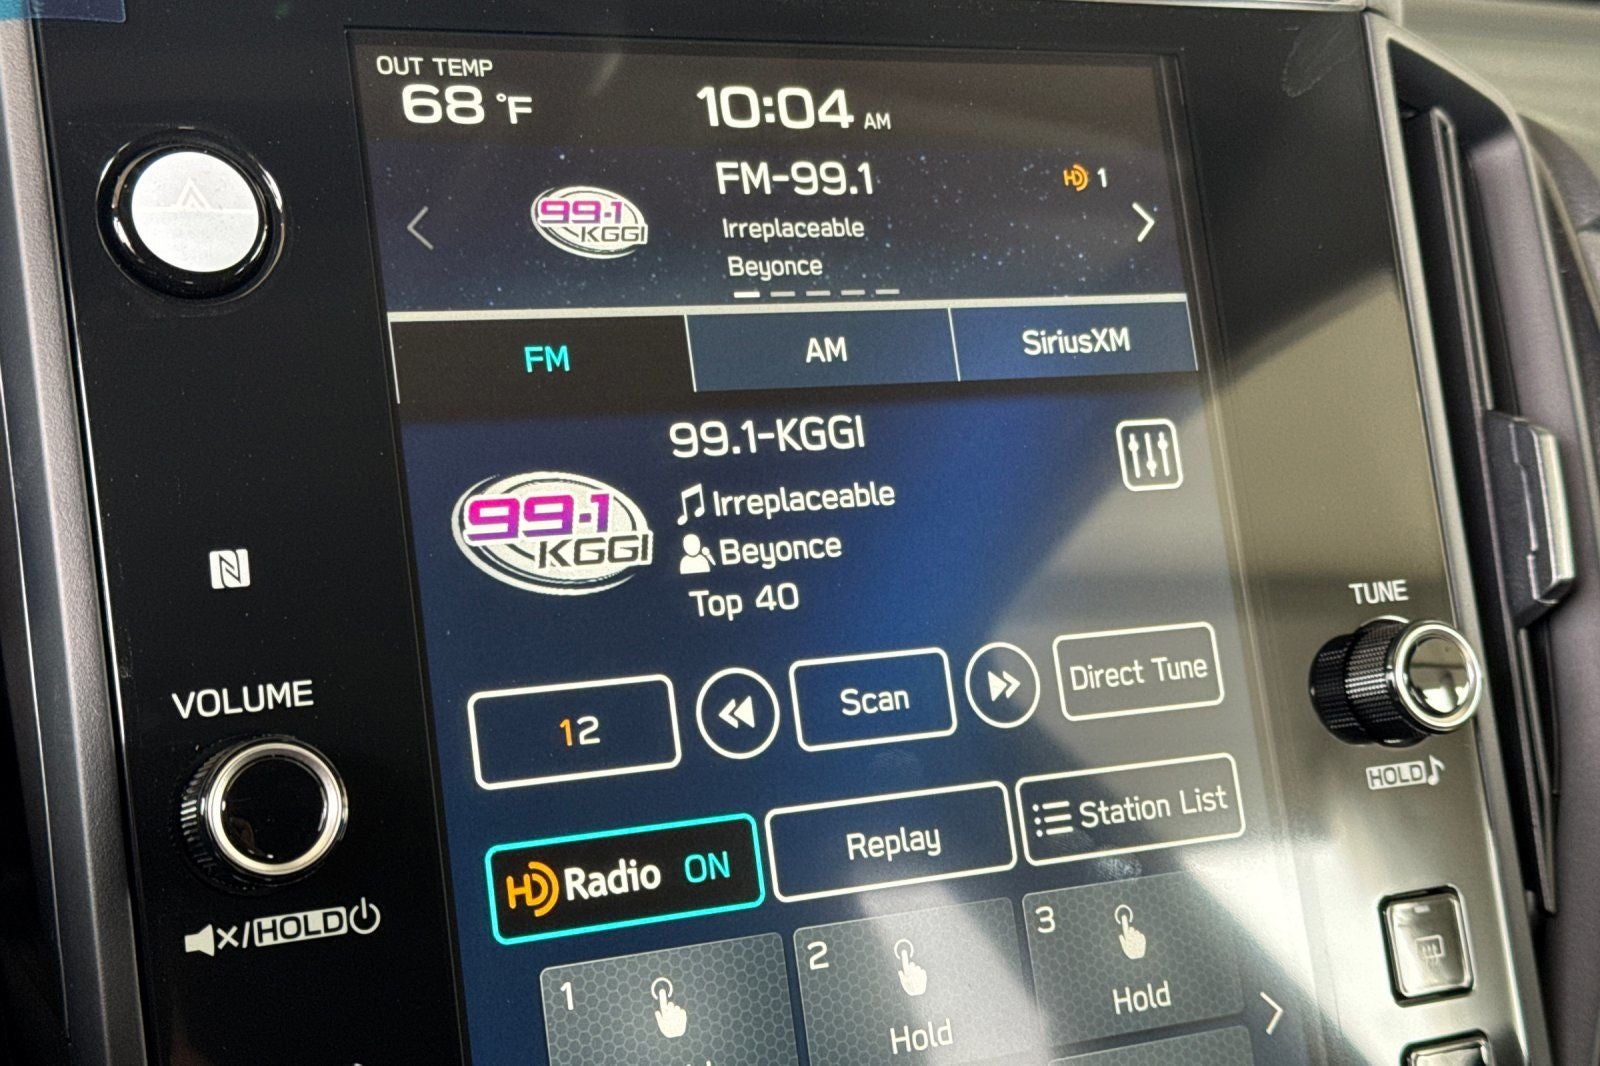 OUT TEMP
68 °F
10:04 AM
FM-99.1
HD 1
99.1
KGGI
Irreplaceable
Beyonce
FM
AM
SiriusXM
99.1-KGGI
99.1
KGGI
Irreplaceable
Beyonce
Top 40
TUNE
HOLD
VOLUME
HOLD
12
Scan
Direct Tune
HD Radio ON
Replay
Station List
1
2
Hold
3
Hold